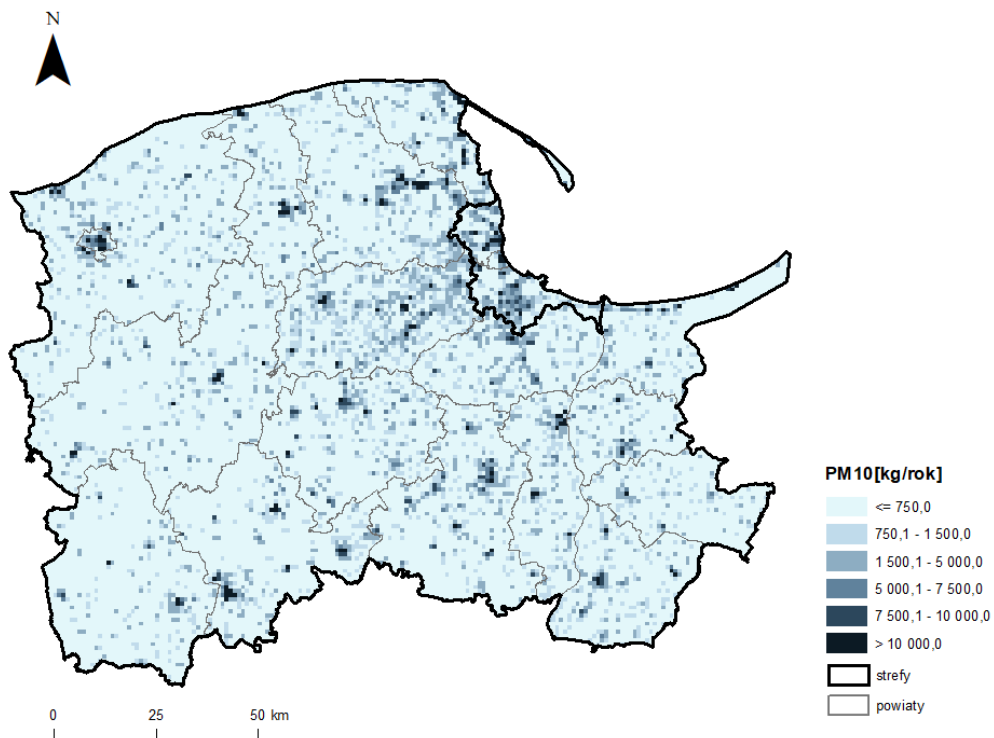 N
PM10[kg/rok]
<= 750,0
750,1 - 1 500,0
1 500,1 - 5 000,0
5 000,1 - 7 500,0
7 500,1 - 10 000,0
> 10 000,0
strefy
powiaty
0 25 50 km